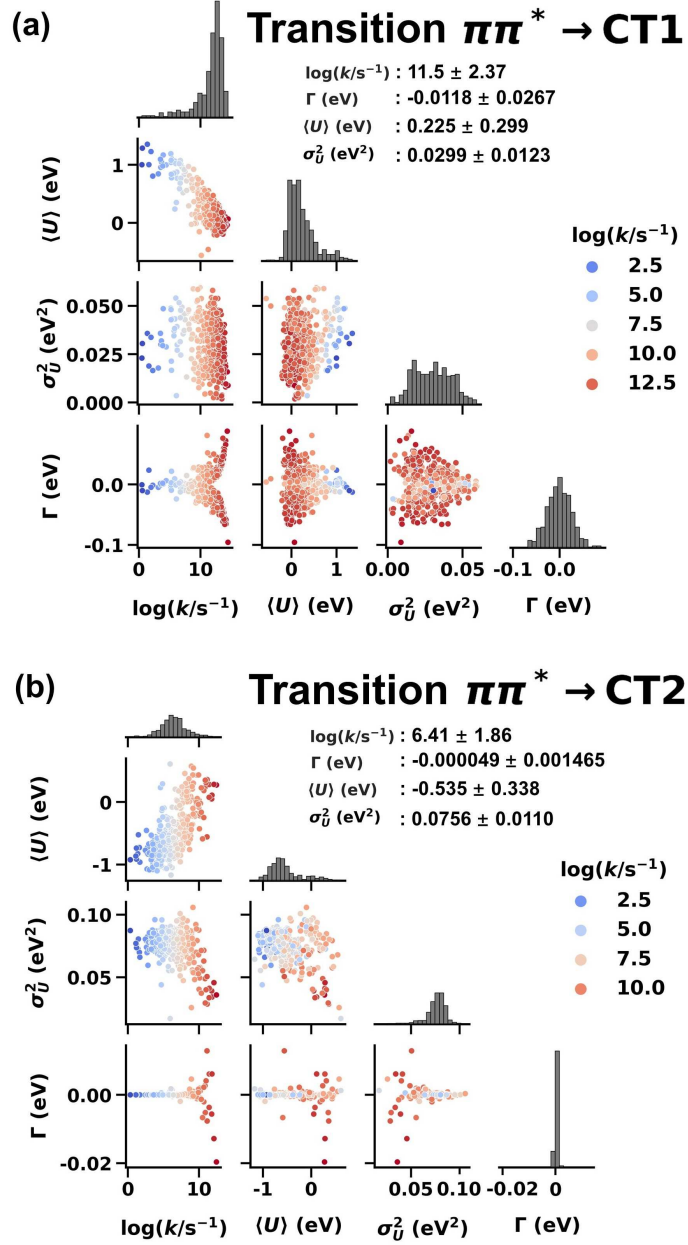 (a) Transition ππ* → CT1
log(k/s⁻¹) : 11.5 ± 2.37
Γ (eV) : -0.0118 ± 0.0267
⟨U⟩ (eV) : 0.225 ± 0.299
σ²U (eV²) : 0.0299 ± 0.0123
⟨U⟩ (eV)
1
0
log(k/s⁻¹)
2.5
5.0
7.5
10.0
12.5
σ²U (eV²)
0.050
0.025
0.000
Γ (eV)
0.0
-0.1
0 10 0 1 0.00 0.05 -0.1 0.0
log(k/s⁻¹) ⟨U⟩ (eV) σ²U (eV²) Γ (eV)
(b) Transition ππ* → CT2
log(k/s⁻¹) : 6.41 ± 1.86
Γ (eV) : -0.000049 ± 0.001465
⟨U⟩ (eV) : -0.535 ± 0.338
σ²U (eV²) : 0.0756 ± 0.0110
⟨U⟩ (eV)
0
-1
log(k/s⁻¹)
2.5
5.0
7.5
10.0
σ²U (eV²)
0.10
0.05
Γ (eV)
0.00
-0.02
0 10 -1 0 0.05 0.10 -0.02 0
log(k/s⁻¹) ⟨U⟩ (eV) σ²U (eV²) Γ (eV)